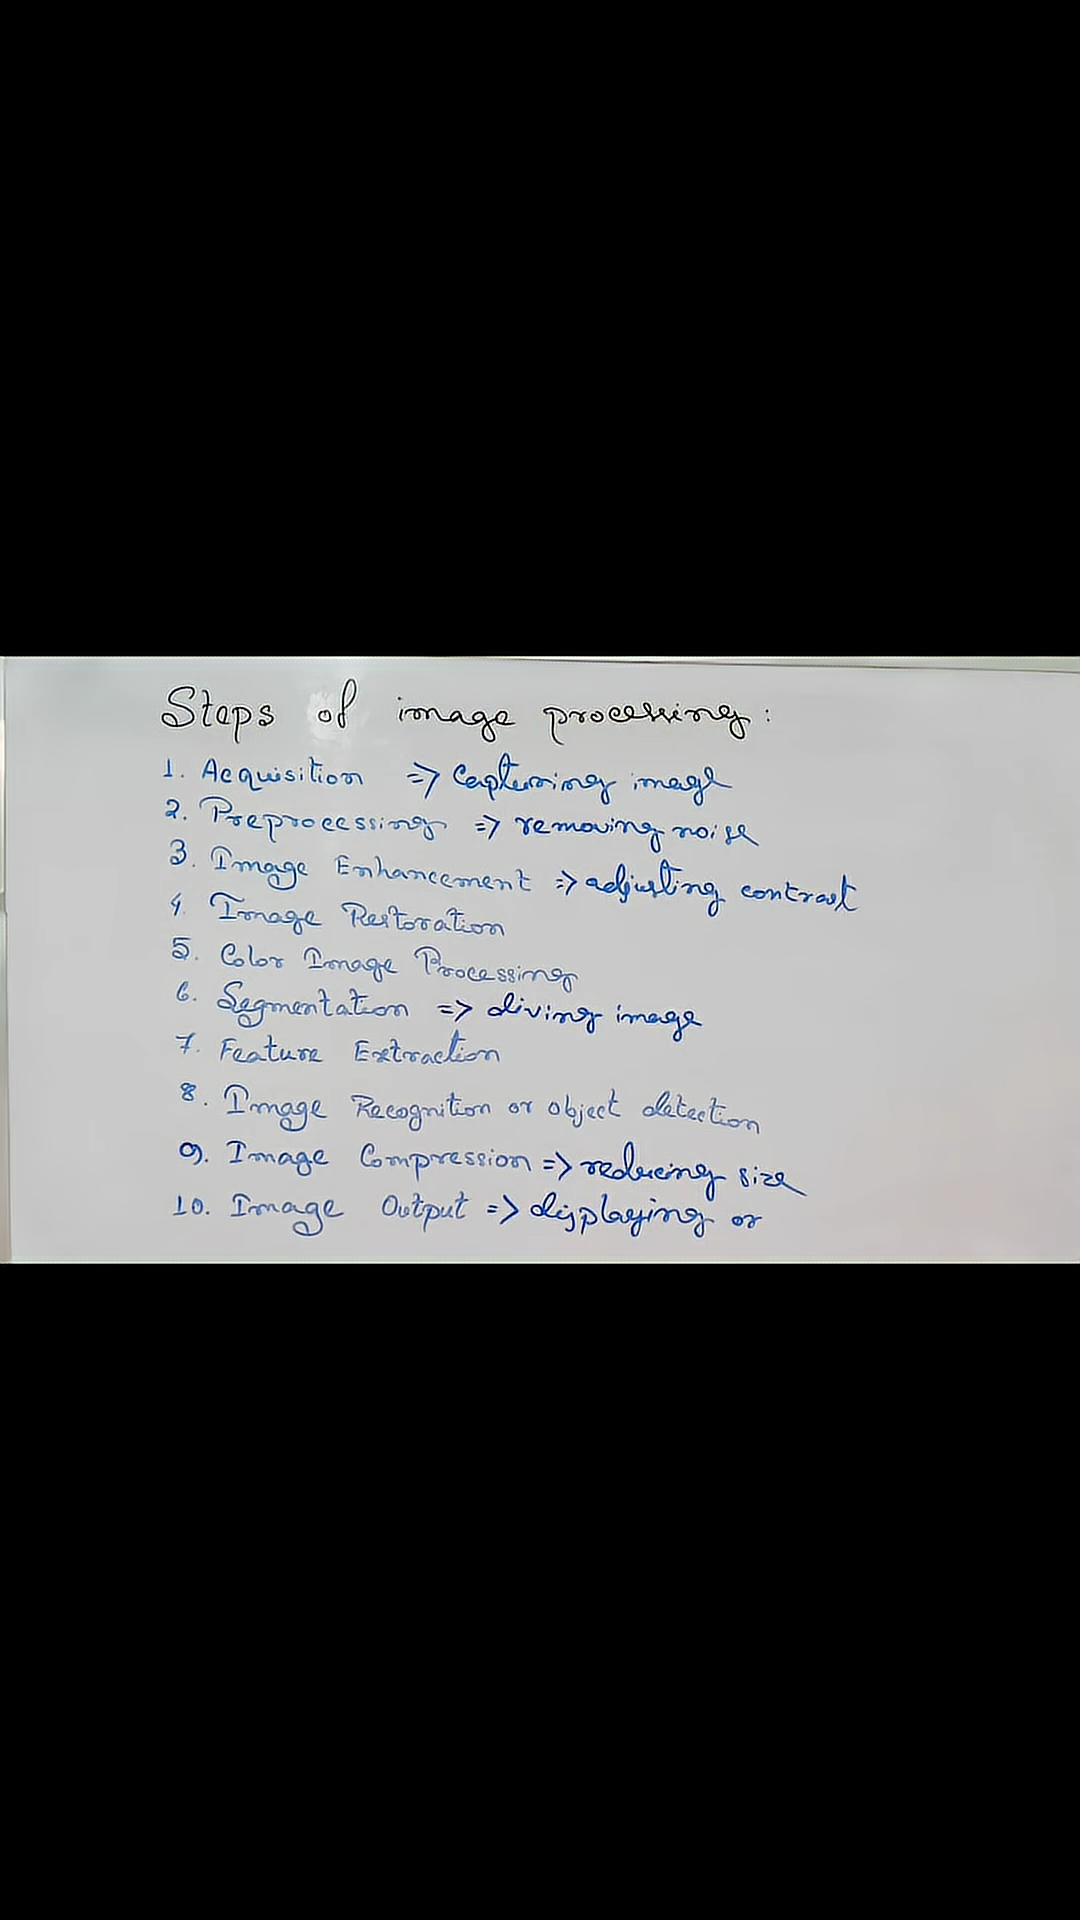 Steps of image processing:
1. Acquisition => Capturing image
2. Preprocessing => removing noise
3. Image Enhancement => adjusting contrast
4. Image Restoration
5. Color Image Processing
6. Segmentation => diving image
7. Feature Extraction
8. Image Recognition or object detection
9. Image Compression => reducing size
10. Image Output => displaying or